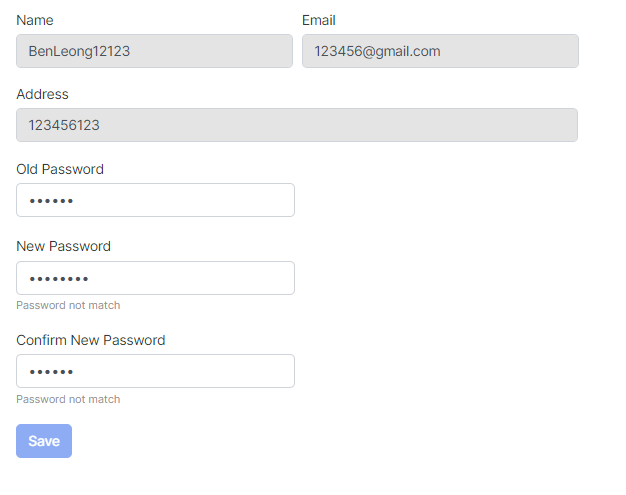 Name Email
BenLeong12123 123456@gmail.com
Address
123456123
Old Password
••••••
New Password
••••••••
Password not match
Confirm New Password
••••••
Password not match
Save